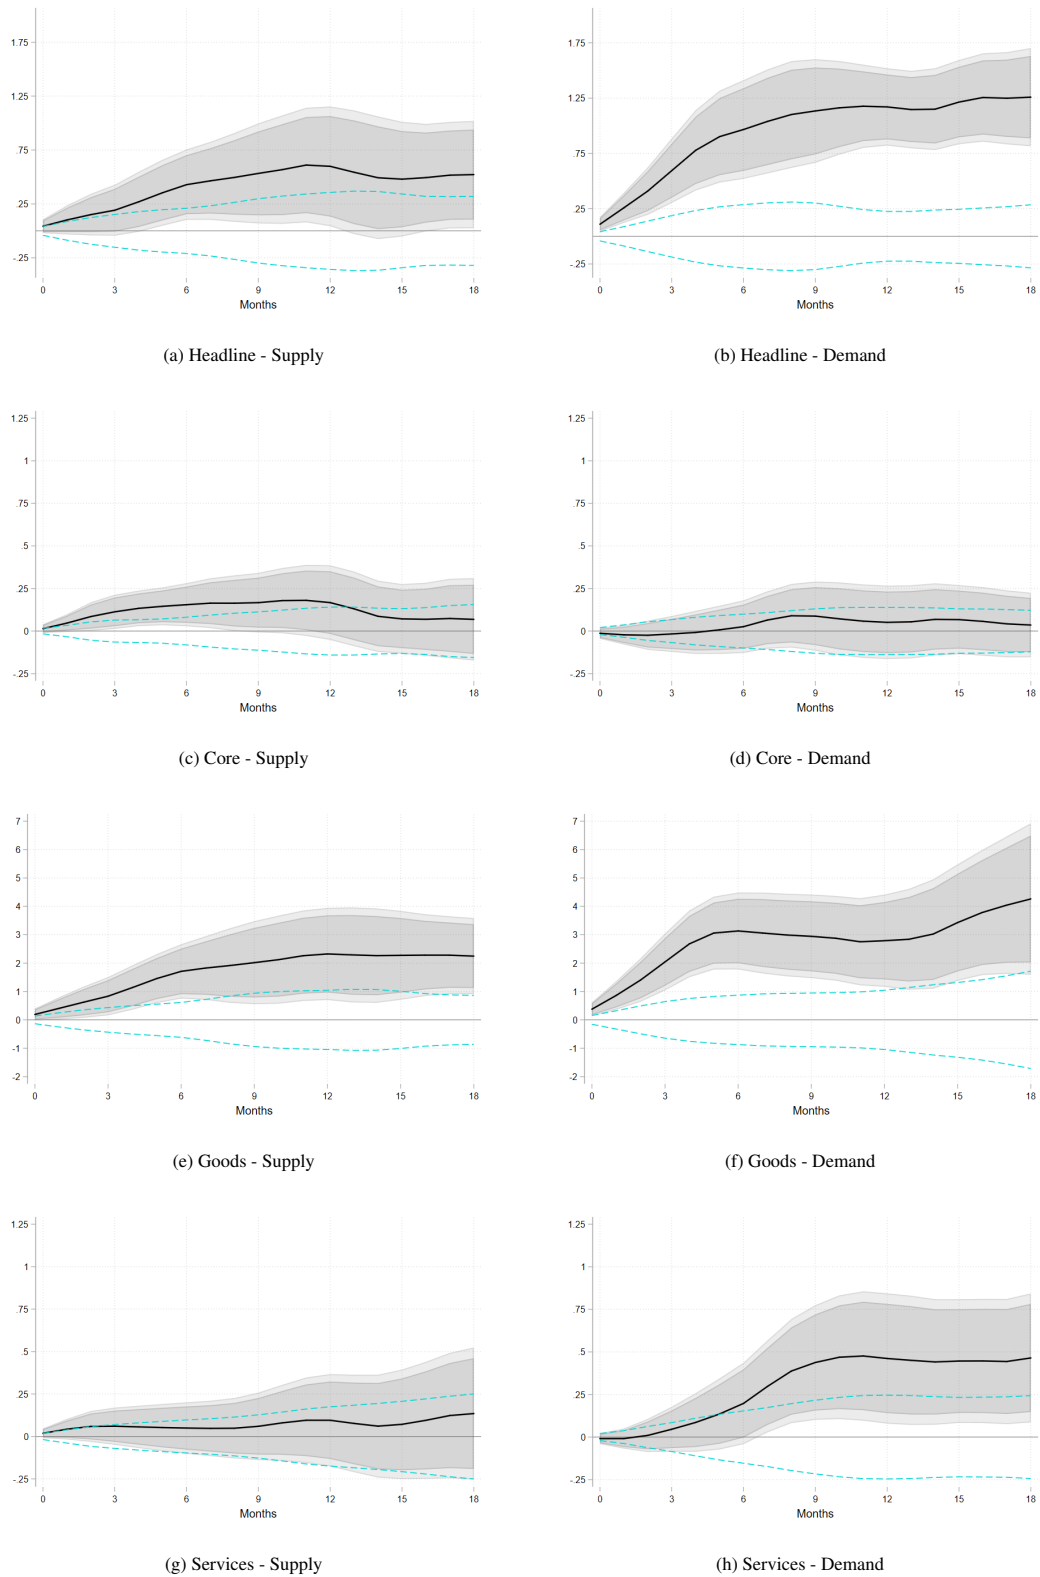 1.75
1.25
.75
.25
-.25
0 3 6 9 12 15 18
Months
(a) Headline - Supply
1.75
1.25
.75
.25
-.25
0 3 6 9 12 15 18
Months
(b) Headline - Demand
1.25
1
.75
.5
.25
0
-.25
0 3 6 9 12 15 18
Months
(c) Core - Supply
1.25
1
.75
.5
.25
0
-.25
0 3 6 9 12 15 18
Months
(d) Core - Demand
7
6
5
4
3
2
1
0
-1
-2
0 3 6 9 12 15 18
Months
(e) Goods - Supply
7
6
5
4
3
2
1
0
-1
-2
0 3 6 9 12 15 18
Months
(f) Goods - Demand
1.25
1
.75
.5
.25
0
-.25
0 3 6 9 12 15 18
Months
(g) Services - Supply
1.25
1
.75
.5
.25
0
-.25
0 3 6 9 12 15 18
Months
(h) Services - Demand